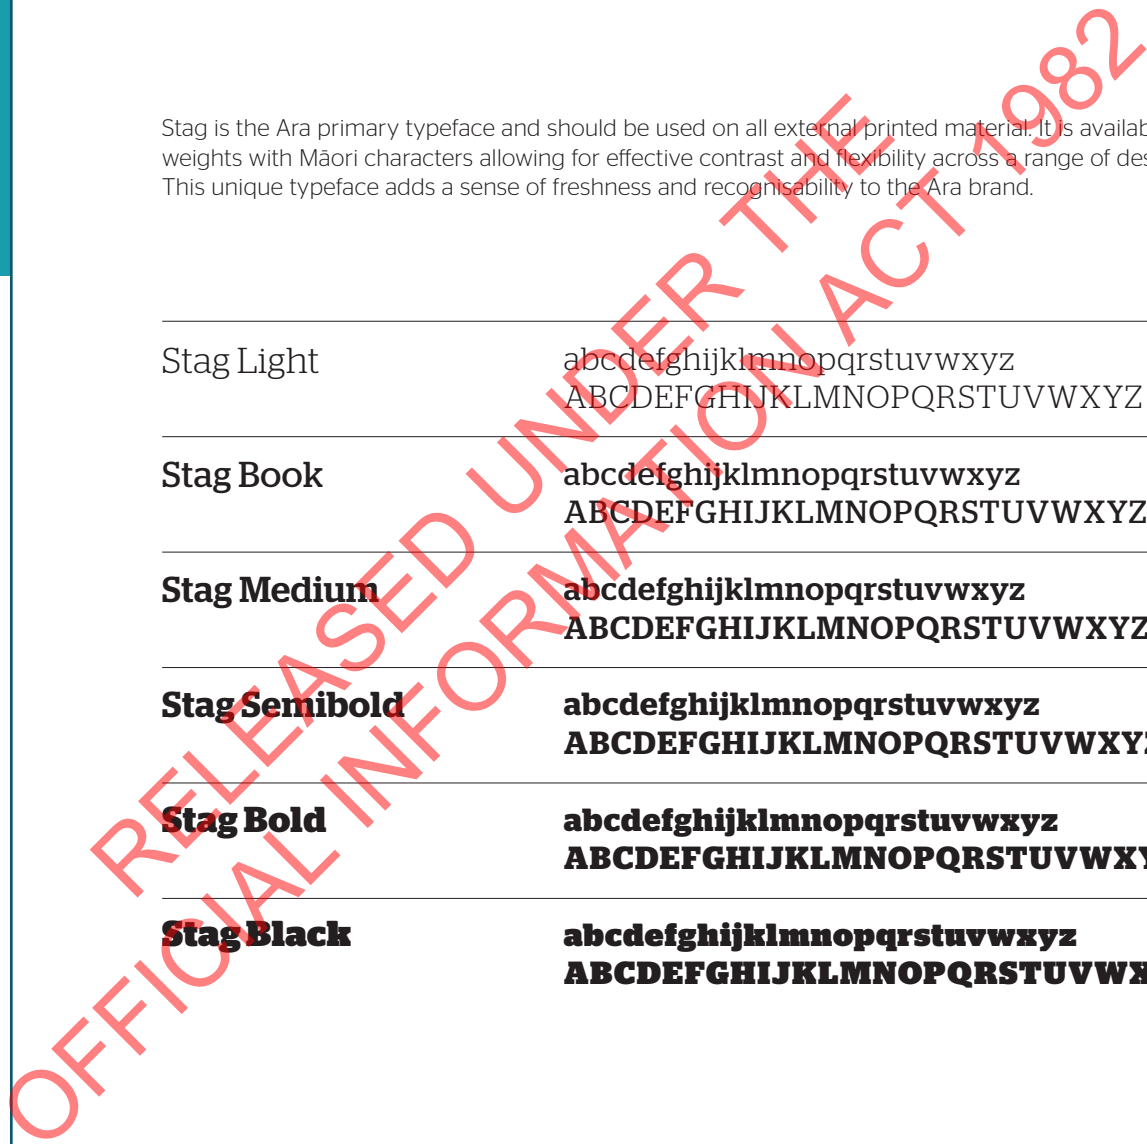 Stag is the Ara primary typeface and should be used on all external printed material. It is
weights with Māori characters allowing for effective contrast and flexibility across a range of
This unique typeface adds a sense of freshness and recognisability to the Ara brand.
Stag Light
abcdefghijklmnopqrstuvwxyz
ABCDEFGHIJKLMNOPQRSTUVWXYZ
Stag Book
abcdefghijklmnopqrstuvwxyz
ABCDEFGHIJKLMNOPQRSTUVWXYZ
Stag Medium
abcdefghijklmnopqrstuvwxyz
ABCDEFGHIJKLMNOPQRSTUVWXYZ
Stag Semibold
abcdefghijklmnopqrstuvwxyz
ABCDEFGHIJKLMNOPQRSTUVWXYZ
Stag Bold
abcdefghijklmnopqrstuvwxyz
ABCDEFGHIJKLMNOPQRSTUVWXY
Stag Black
abcdefghijklmnopqrstuvwxyz
ABCDEFGHIJKLMNOPQRSTUVWX
RELEASED UNDER THE
OFFICIAL INFORMATION ACT 1982